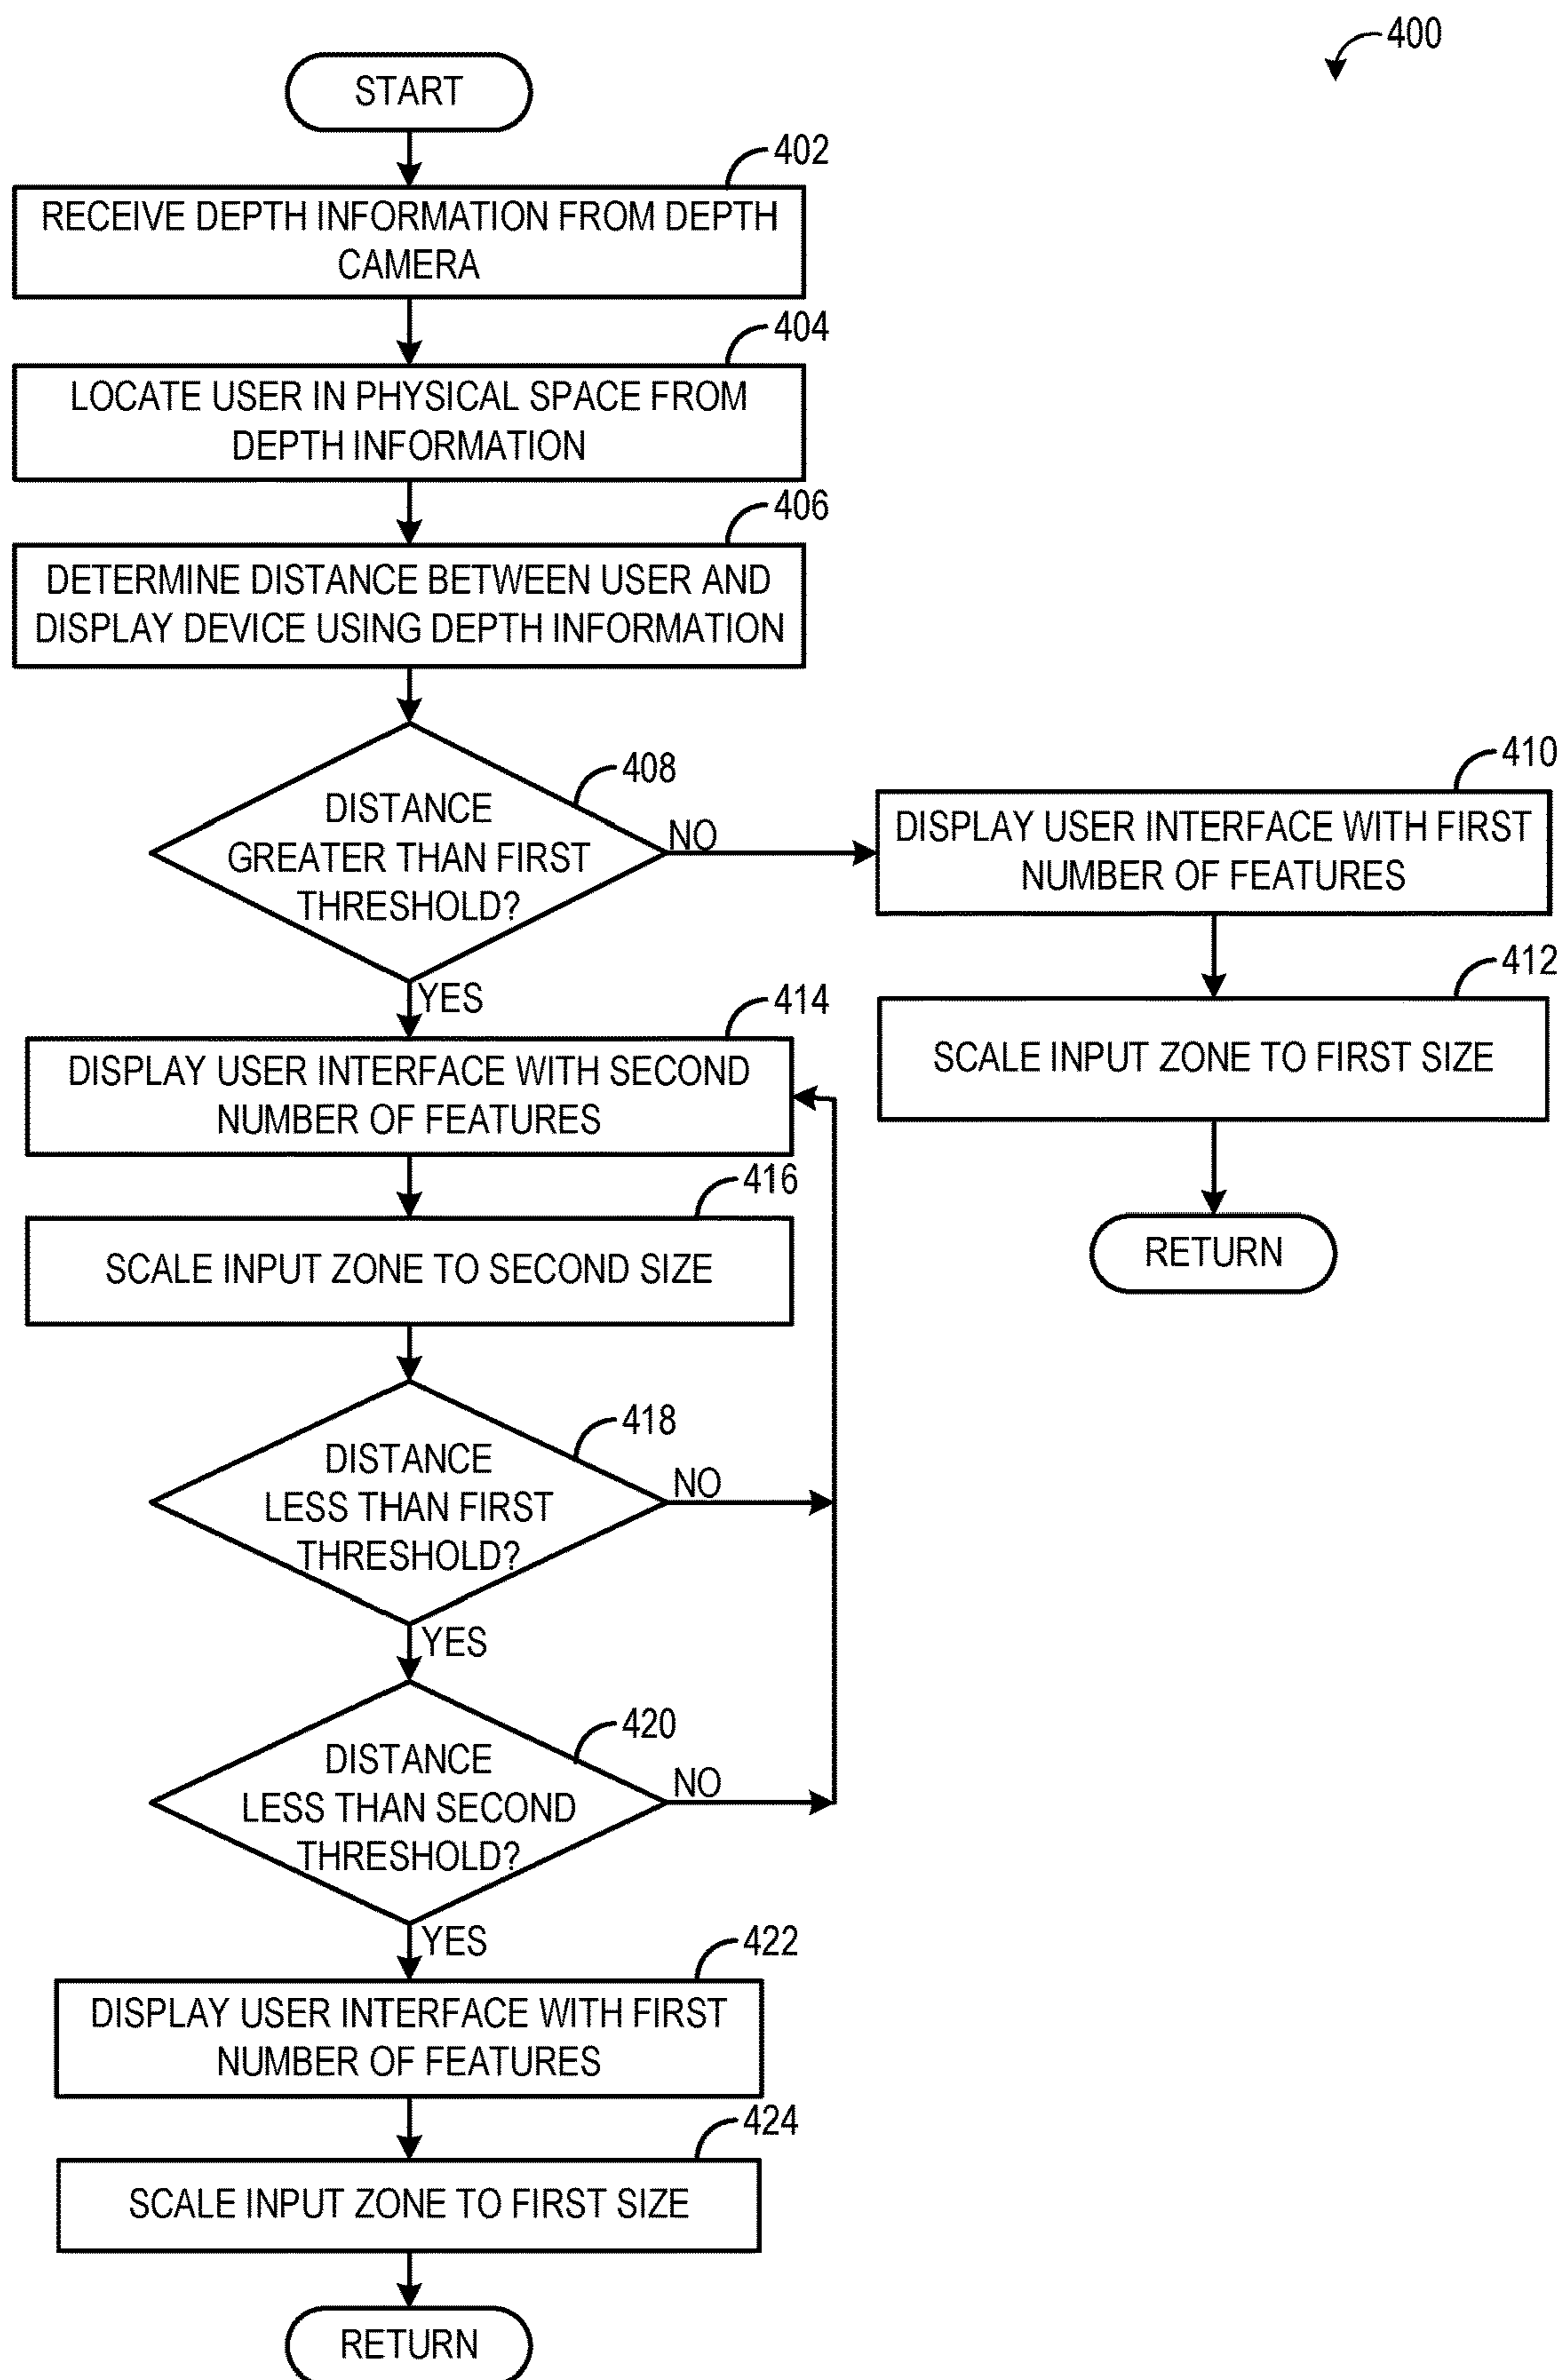 400
START
402
RECEIVE DEPTH INFORMATION FROM DEPTH
CAMERA
404
LOCATE USER IN PHYSICAL SPACE FROM
DEPTH INFORMATION
406
DETERMINE DISTANCE BETWEEN USER AND
DISPLAY DEVICE USING DEPTH INFORMATION
408
DISTANCE
GREATER THAN FIRST
THRESHOLD?
NO
410
DISPLAY USER INTERFACE WITH FIRST
NUMBER OF FEATURES
412
SCALE INPUT ZONE TO FIRST SIZE
RETURN
YES
414
DISPLAY USER INTERFACE WITH SECOND
NUMBER OF FEATURES
416
SCALE INPUT ZONE TO SECOND SIZE
418
DISTANCE
LESS THAN FIRST
THRESHOLD?
NO
YES
420
DISTANCE
LESS THAN SECOND
THRESHOLD?
NO
YES
422
DISPLAY USER INTERFACE WITH FIRST
NUMBER OF FEATURES
424
SCALE INPUT ZONE TO FIRST SIZE
RETURN